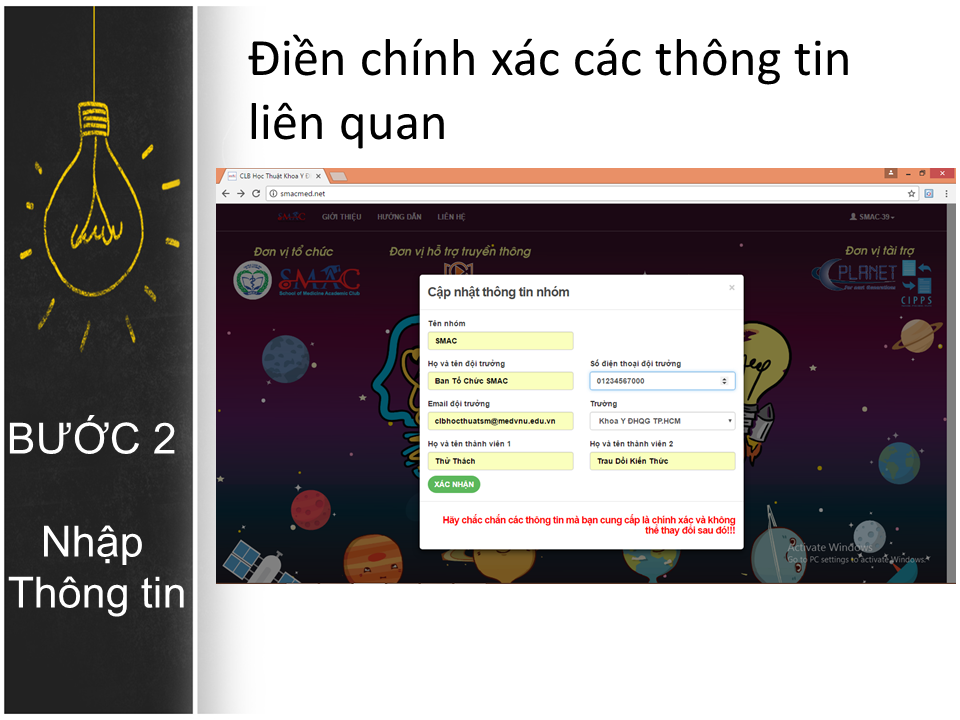 Điền chính xác các thông tin
liên quan
BƯỚC 2
Nhập
Thông tin
CLB Học Thuật Khoa Y Đ
smacmed.net
SMAC
GIỚI THIỆU
HƯỚNG DẪN
LIÊN HỆ
SMAC-39
Đơn vị tổ chức
Đơn vị hỗ trợ truyền thông
Đơn vị tài trợ
SMAC
School of Medicine Academic Club
PLANET
For next Generations
CIPPS
Cập nhật thông tin nhóm
×
Tên nhóm
SMAC
Họ và tên đội trưởng
Số điện thoại đội trưởng
Ban Tổ Chức SMAC
01234567000
Email đội trưởng
Trường
clbhocthuatsm@medvnu.edu.vn
Khoa Y ĐHQG TP.HCM
Họ và tên thành viên 1
Họ và tên thành viên 2
Thử Thách
Trau Dồi Kiến Thức
XÁC NHẬN
Hãy chắc chắn các thông tin mà bạn cung cấp là chính xác và không
thể thay đổi sau đó!!!
Activate Windows
Go to PC settings to activate Windows.